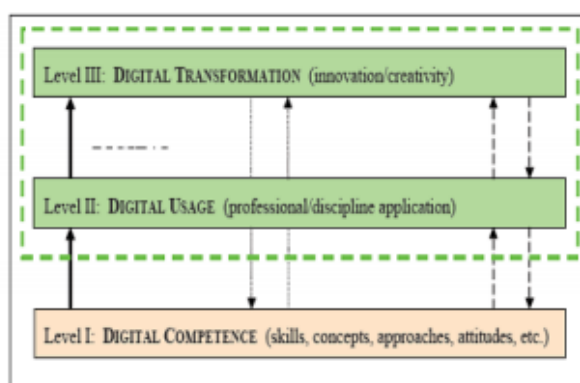 Level III: DIGITAL TRANSFORMATION (innovation/creativity)
Level II: DIGITAL USAGE (professional/discipline application)
Level I: DIGITAL COMPETENCE (skills, concepts, approaches, attitudes, etc.)